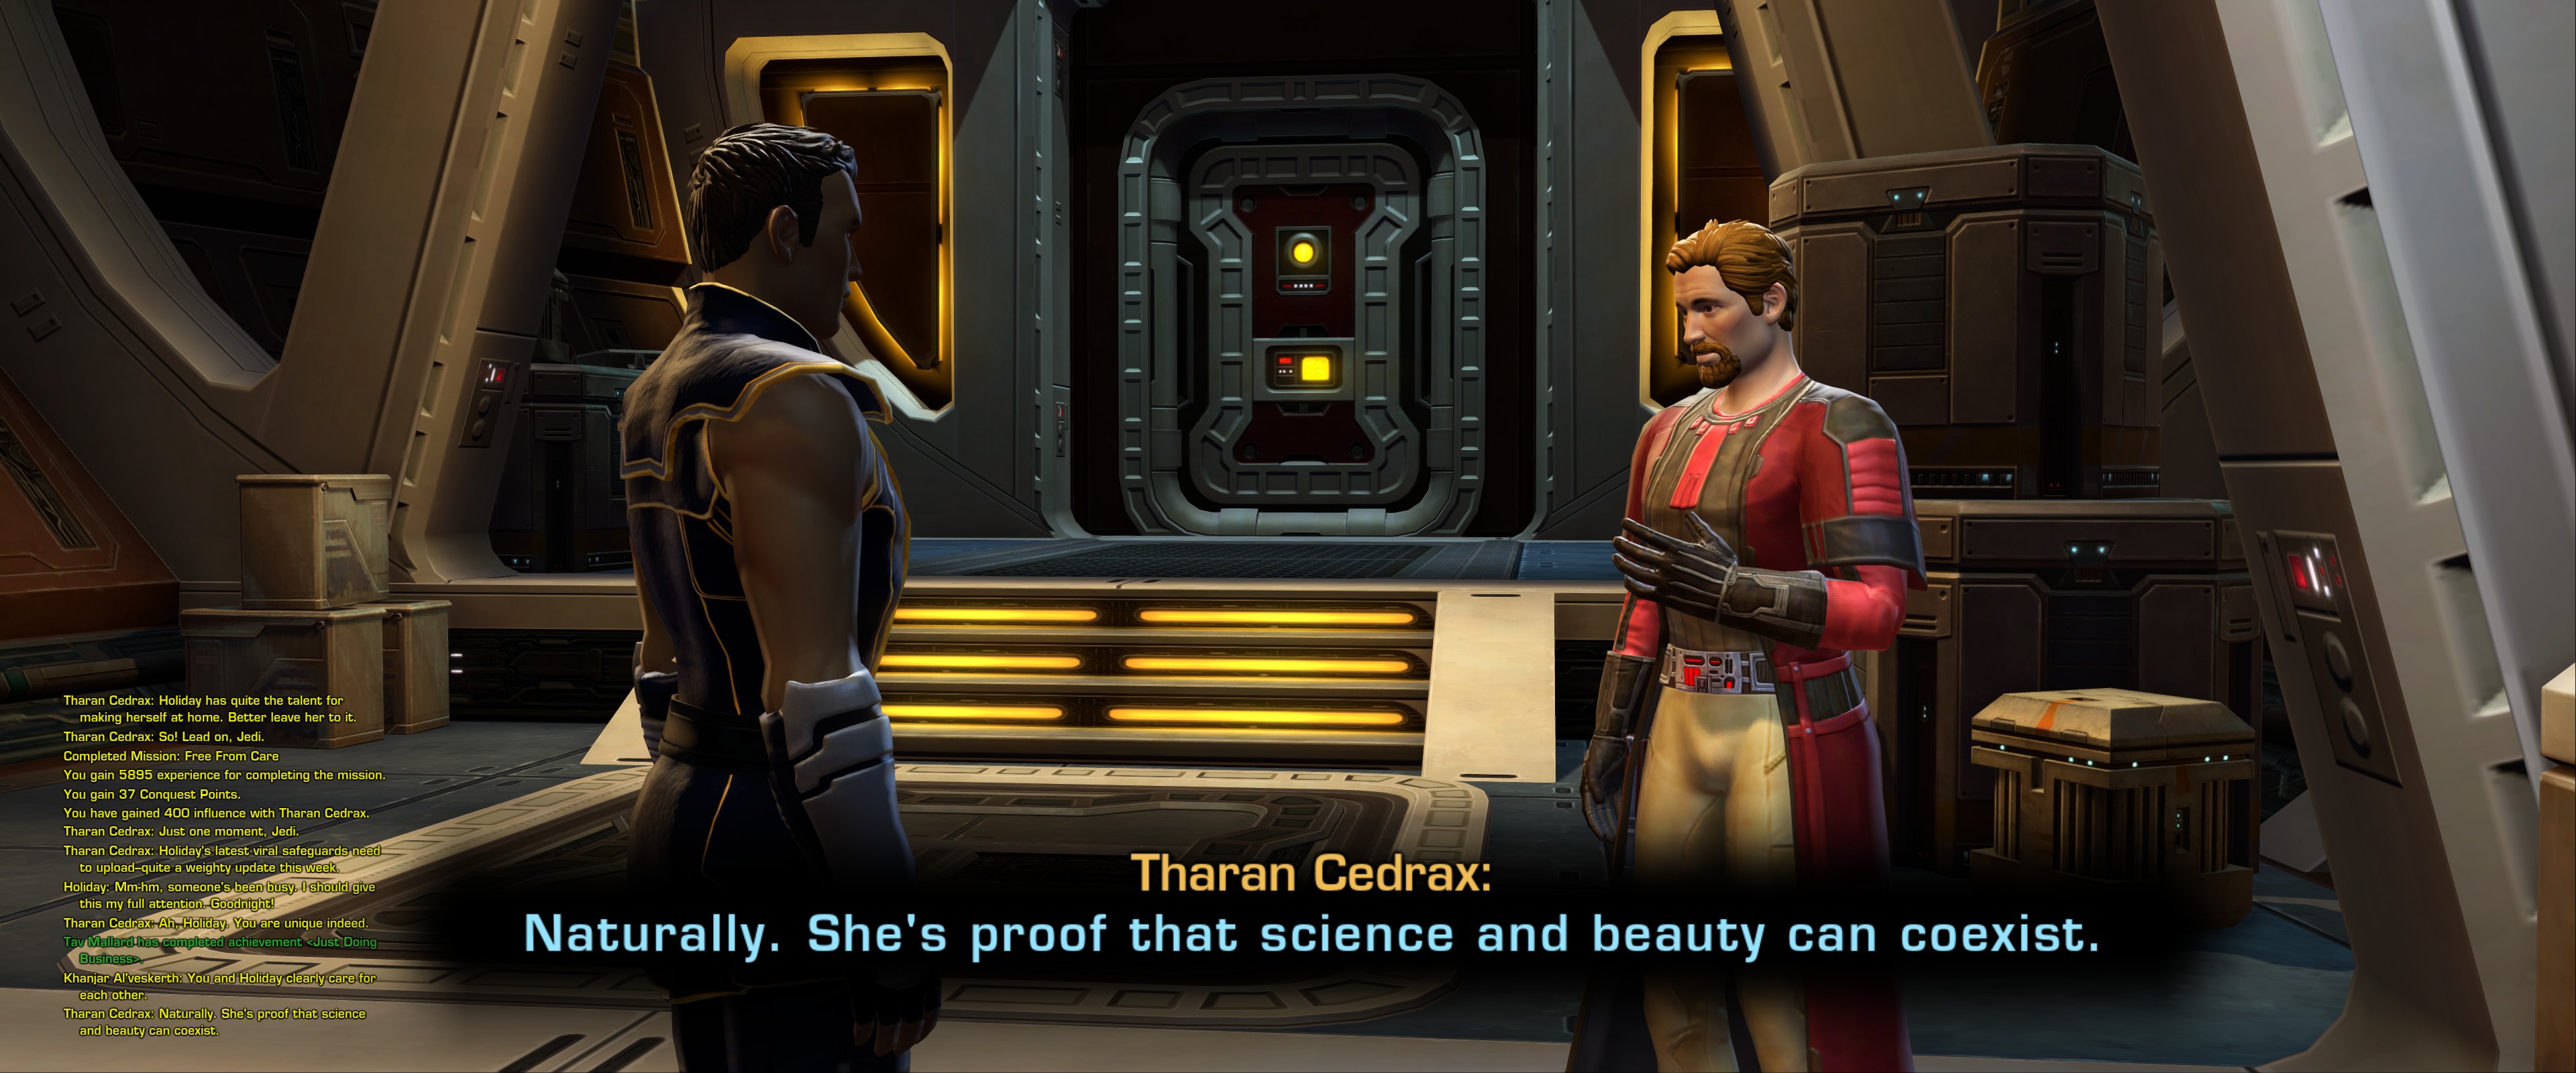 Tharan Cedrax: Holiday has quite the talent for
making herself at home. Better leave her to it.
Tharan Cedrax: So! Lead on, Jedi.
Completed Mission: Free From Care
You gain 5895 experience for completing the mission.
You gain 37 Conquest Points.
You have gained 400 influence with Tharan Cedrax.
Tharan Cedrax: Just one moment, Jedi.
Tharan Cedrax: Holiday's latest viral safeguards need
to upload–quite a weighty update this week.
Holiday: Mm-hm, someone's been busy. I should give
this my full attention. Goodnight!
Tharan Cedrax: Ah, Holiday. You are unique indeed.
Tav Mallard has completed achievement <Just Doing
Business>.
Khanjar Al'veskerth: You and Holiday clearly care for
each other.
Tharan Cedrax: Naturally. She's proof that science
and beauty can coexist.
Tharan Cedrax:
Naturally. She's proof that science and beauty can coexist.